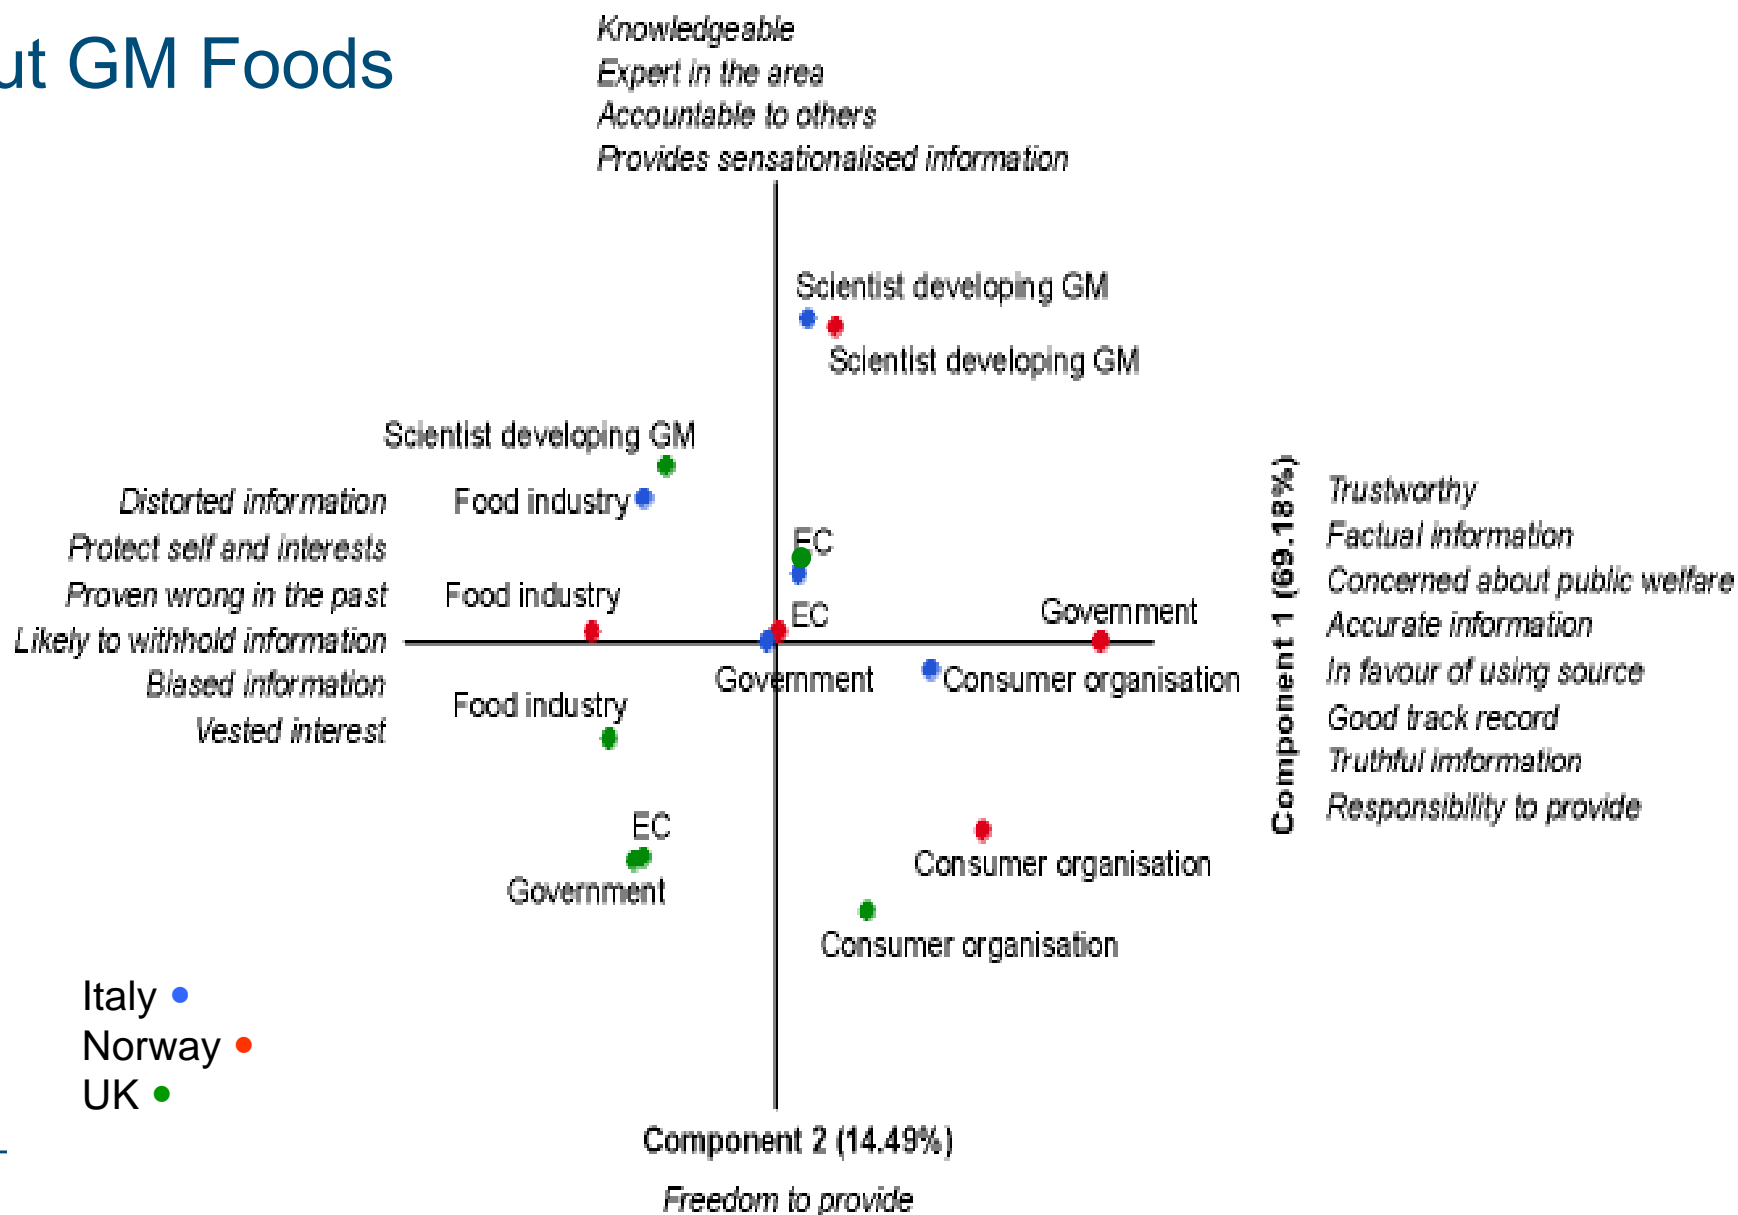 ut GM Foods
Knowledgeable
Expert in the area
Accountable to others
Provides sensationalised information
Scientist developing GM
Scientist developing GM
Scientist developing GM
Food industry
EC
Food industry
EC
Government
Government
Consumer organisation
Food industry
EC
Government
Consumer organisation
Consumer organisation
Distorted information
Protect self and interests
Proven wrong in the past
Likely to withhold information
Biased information
Vested interest
Component 1 (69.18%)
Trustworthy
Factual information
Concerned about public welfare
Accurate information
In favour of using source
Good track record
Truthful imformation
Responsibility to provide
Italy
Norway
UK
Component 2 (14.49%)
Freedom to provide